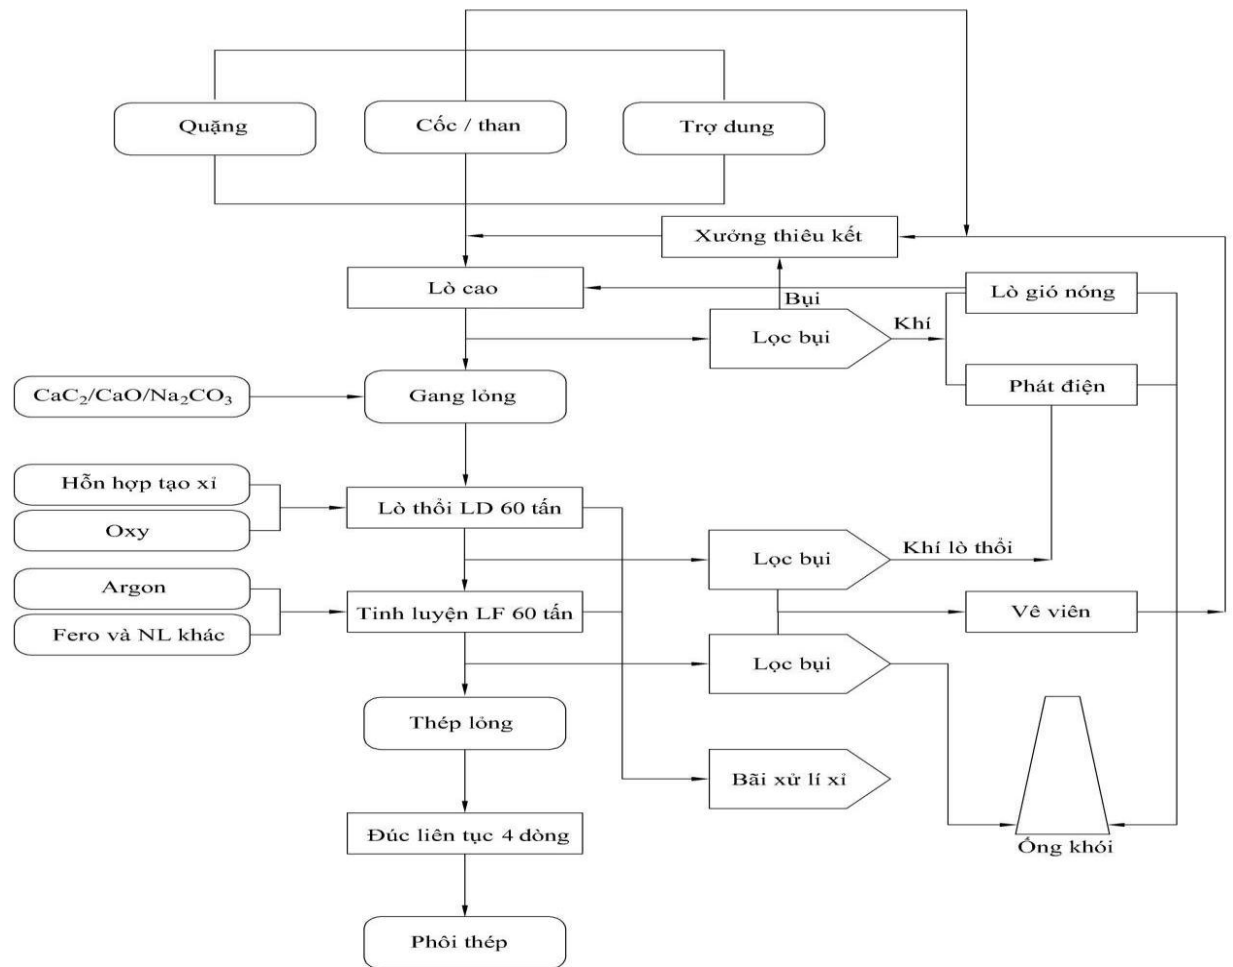 Quặng
Cốc / than
Trợ dung
Xưởng thiêu kết
Lò cao
Lò gió nóng
Bụi
Lọc bụi
Khí
Phát điện
CaC₂/CaO/Na₂CO₃
Gang lỏng
Hỗn hợp tạo xỉ
Lò thổi LD 60 tấn
Oxy
Lọc bụi
Khí lò thổi
Argon
Tinh luyện LF 60 tấn
Vê viên
Fero và NL khác
Lọc bụi
Thép lỏng
Bãi xử lí xỉ
Đúc liên tục 4 dòng
Ống khói
Phôi thép